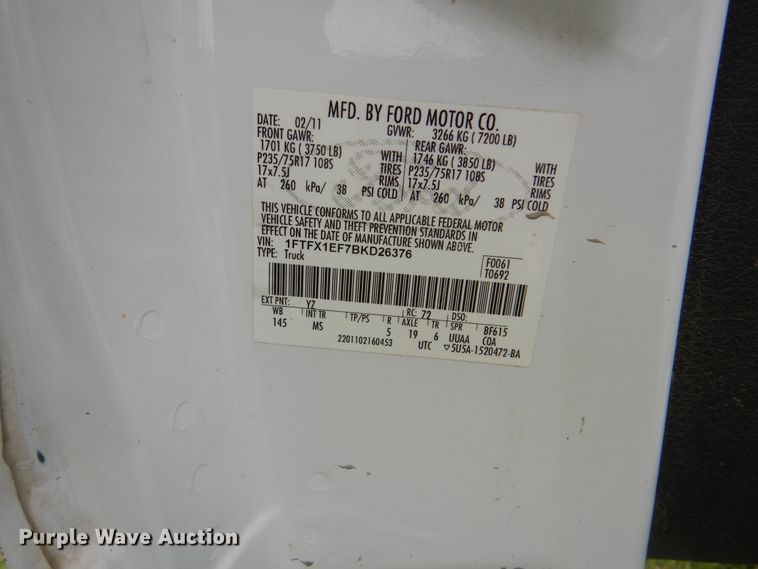 MFD. BY FORD MOTOR CO.
DATE: 02/11 GVWR: 3266 KG ( 7200 LB)
FRONT GAWR: REAR GAWR:
1701 KG ( 3750 LB) WITH 1746 KG ( 3850 LB) WITH
P235/75R17 108S TIRES P235/75R17 108S TIRES
17x7.5J RIMS 17x7.5J RIMS
AT 260 kPa/ 38 PSI COLD AT 260 kPa/ 38 PSI COLD
THIS VEHICLE CONFORMS TO ALL APPLICABLE FEDERAL MOTOR
VEHICLE SAFETY AND THEFT PREVENTION STANDARDS IN
EFFECT ON THE DATE OF MANUFACTURE SHOWN ABOVE.
VIN: 1FTFX1EF7BKD26376
TYPE: Truck
F0061
T0692
EXT PNT: YZ RC: 72 DSO:
WB INT TR TP/PS R AXLE TR SPR BF615
145 MS 5 19 6 UUAA COA
2201102160453 UTC ▽5U5A-1520472-BA
Purple Wave Auction